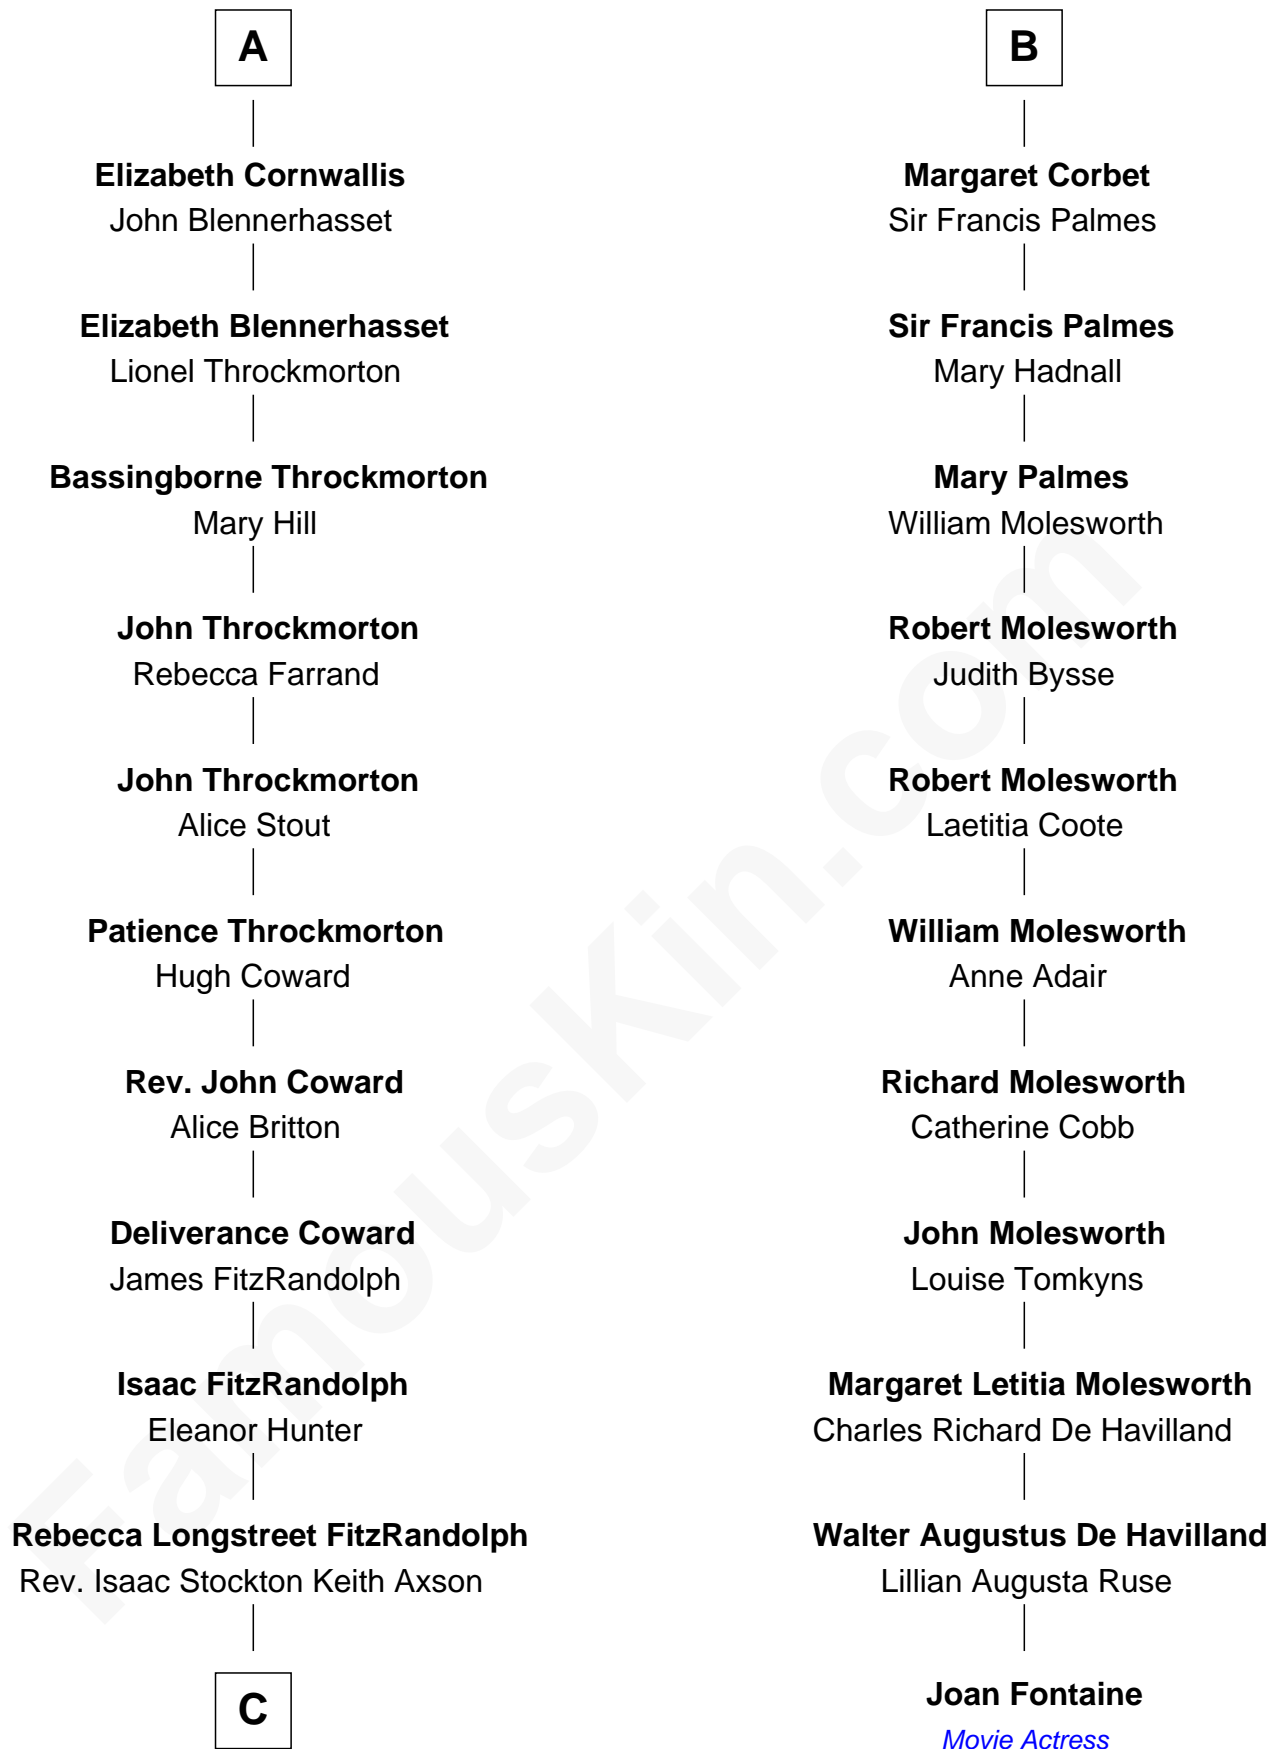 A
Elizabeth Cornwallis
John Blennerhasset
Elizabeth Blennerhasset
Lionel Throckmorton
Bassingborne Throckmorton
Mary Hill
John Throckmorton
Rebecca Farrand
John Throckmorton
Alice Stout
Patience Throckmorton
Hugh Coward
Rev. John Coward
Alice Britton
Deliverance Coward
James FitzRandolph
Isaac FitzRandolph
Eleanor Hunter
Rebecca Longstreet FitzRandolph
Rev. Isaac Stockton Keith Axson
C
B
Margaret Corbet
Sir Francis Palmes
Sir Francis Palmes
Mary Hadnall
Mary Palmes
William Molesworth
Robert Molesworth
Judith Bysse
Robert Molesworth
Laetitia Coote
William Molesworth
Anne Adair
Richard Molesworth
Catherine Cobb
John Molesworth
Louise Tomkyns
Margaret Letitia Molesworth
Charles Richard De Havilland
Walter Augustus De Havilland
Lillian Augusta Ruse
Joan Fontaine
Movie Actress
FamousKin.com